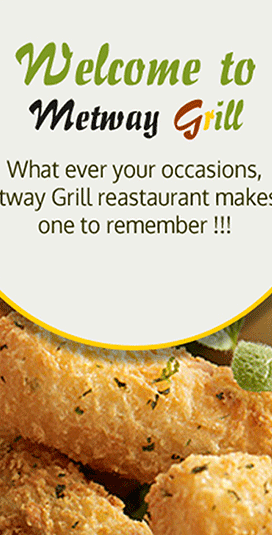 Welcome to
Metway Grill
What ever your occasions,
tway Grill reastaurant makes
one to remember !!!